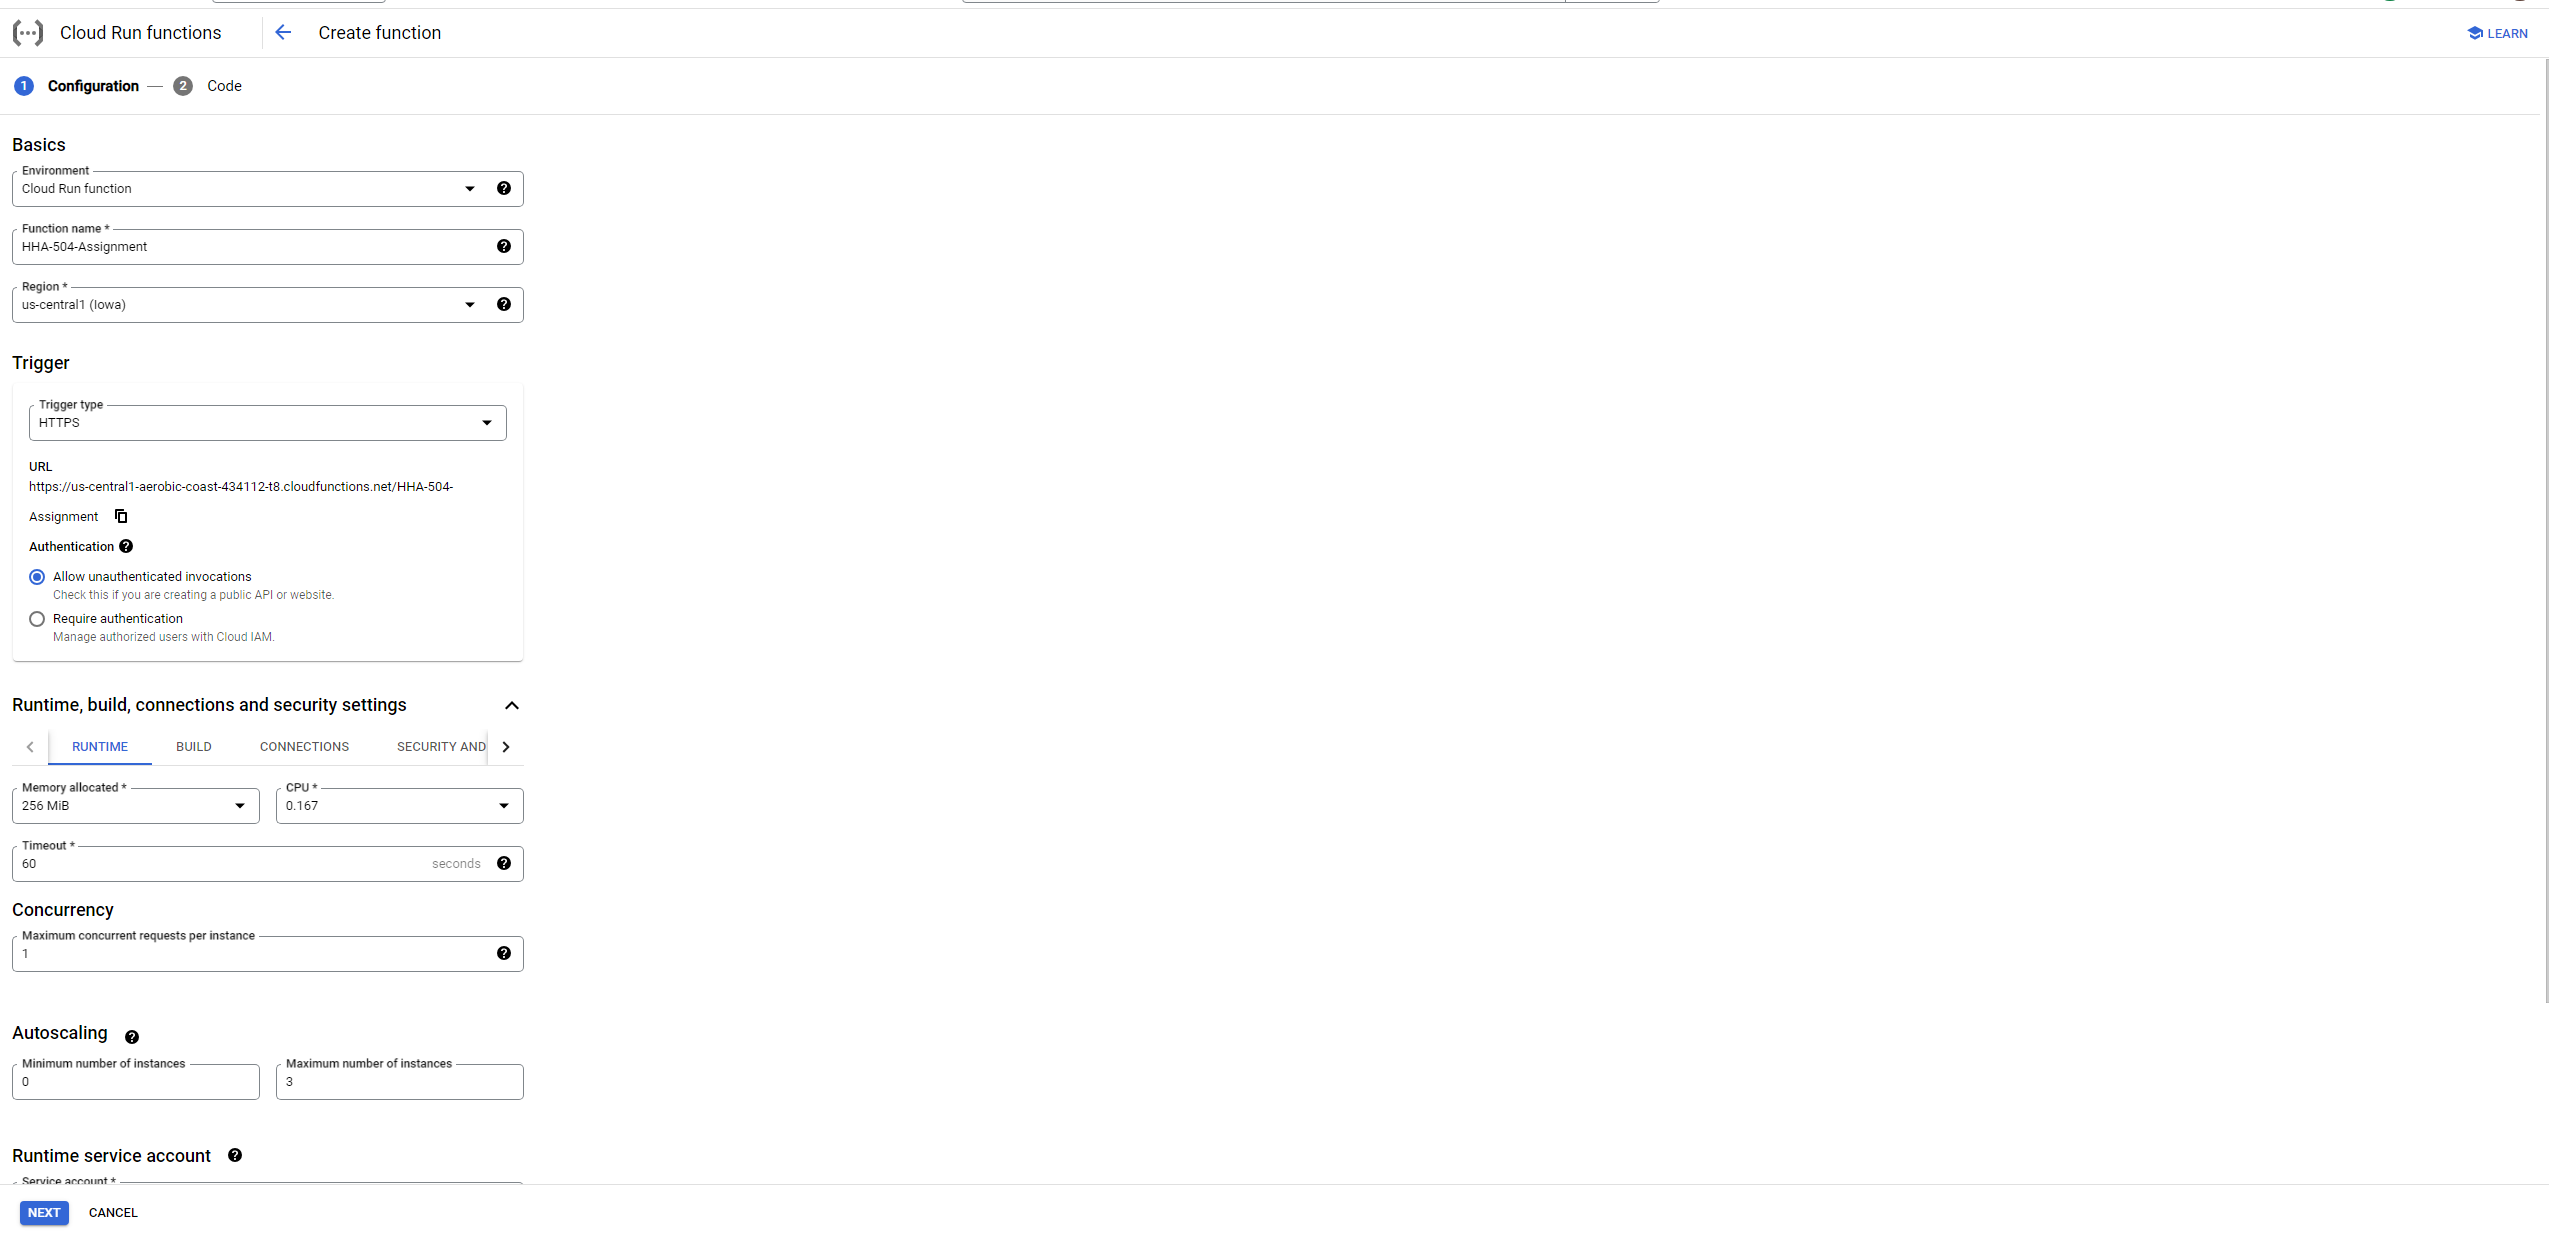 Cloud Run functions
Create function
LEARN
1 Configuration — 2 Code
Basics
Environment
Cloud Run function
Function name *
HHA-504-Assignment
Region *
us-central1 (Iowa)
Trigger
Trigger type
HTTPS
URL
https://us-central1-aerobic-coast-434112-t8.cloudfunctions.net/HHA-504-
Assignment
Authentication
Allow unauthenticated invocations
Check this if you are creating a public API or website.
Require authentication
Manage authorized users with Cloud IAM.
Runtime, build, connections and security settings
RUNTIME BUILD CONNECTIONS SECURITY AND
Memory allocated * CPU *
256 MiB 0.167
Timeout *
60 seconds
Concurrency
Maximum concurrent requests per instance
1
Autoscaling
Minimum number of instances Maximum number of instances
0 3
Runtime service account
Service account *
NEXT CANCEL